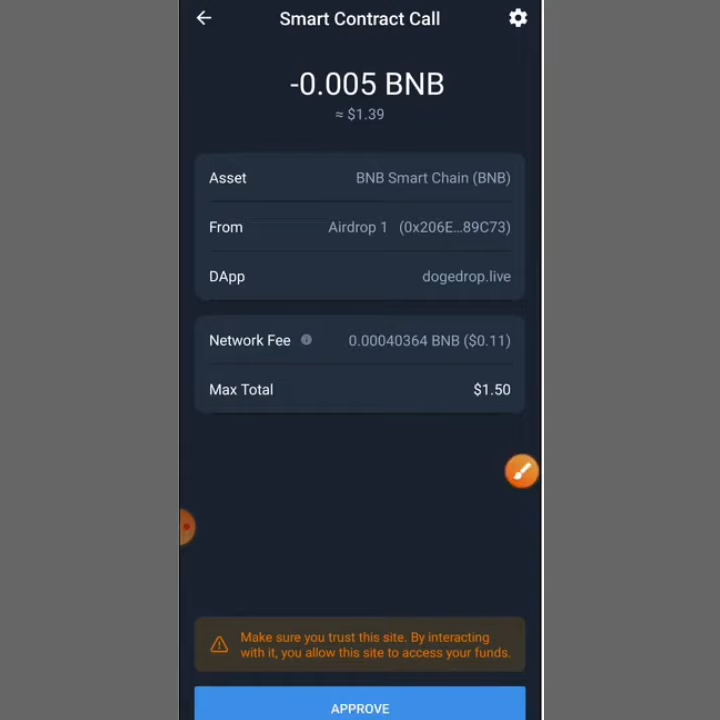 Smart Contract Call
-0.005 BNB
≈ $1.39
Asset BNB Smart Chain (BNB)
From Airdrop 1 (0x206E...89C73)
DApp dogedrop.live
Network Fee 0.00040364 BNB ($0.11)
Max Total $1.50
Make sure you trust this site. By interacting
with it, you allow this site to access your funds.
APPROVE